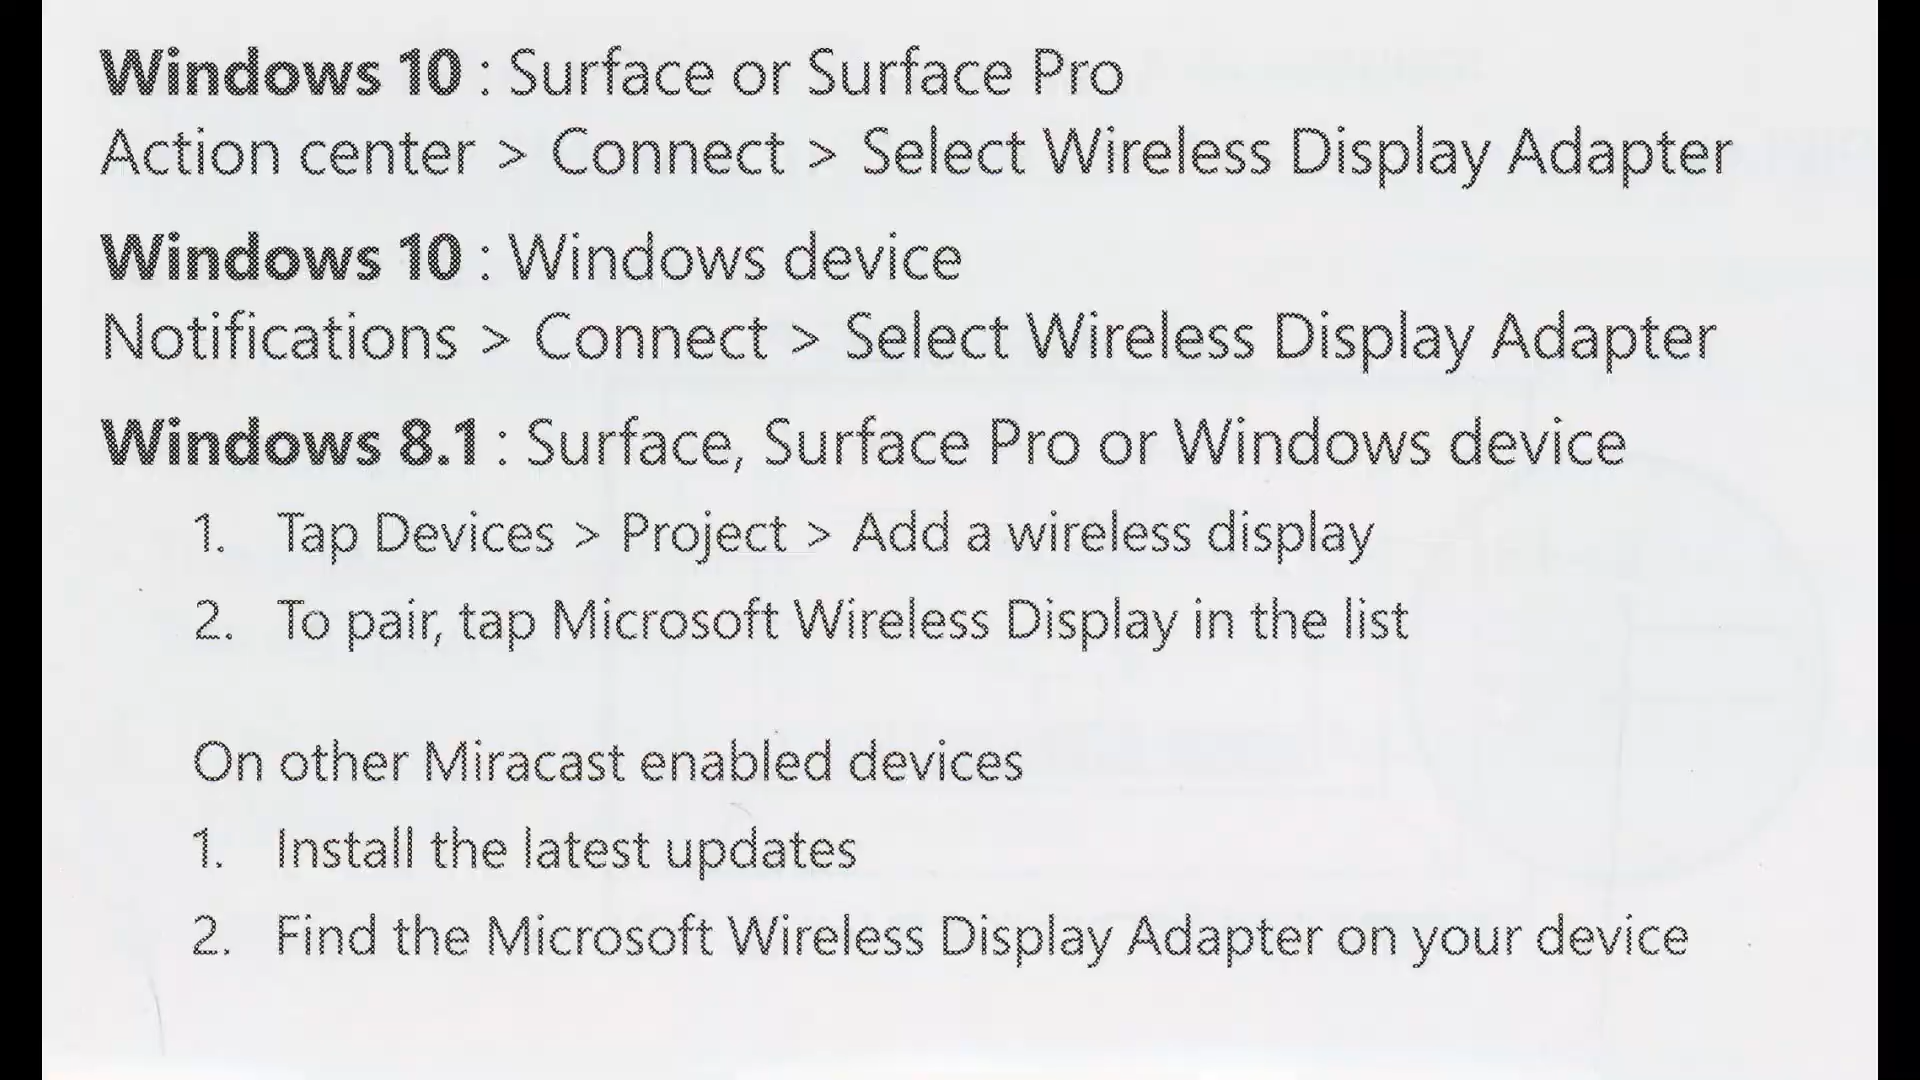 Windows 10 : Surface or Surface Pro
Action center > Connect > Select Wireless Display Adapter
Windows 10 : Windows device
Notifications > Connect > Select Wireless Display Adapter
Windows 8.1 : Surface, Surface Pro or Windows device
1. Tap Devices > Project > Add a wireless display
2. To pair, tap Microsoft Wireless Display in the list
On other Miracast enabled devices
1. Install the latest updates
2. Find the Microsoft Wireless Display Adapter on your device